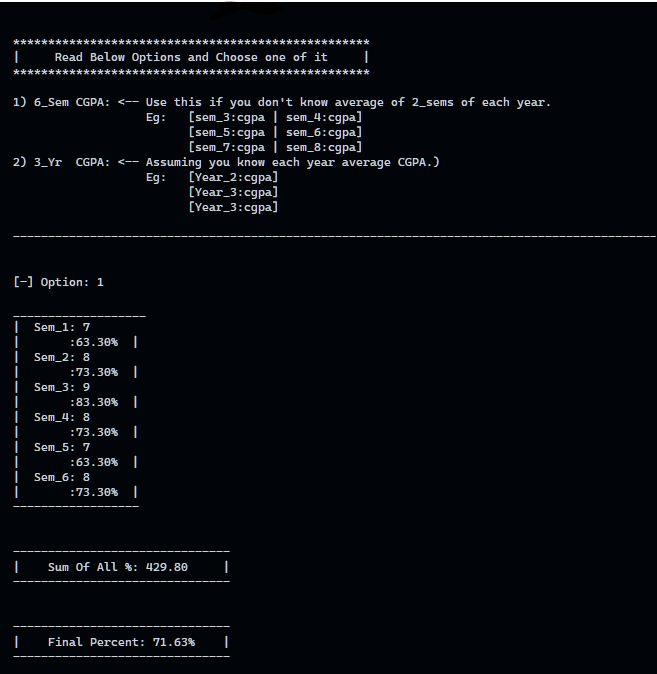 ***************************************************
|     Read Below Options and Choose one of it     |
***************************************************
1) 6_Sem CGPA: <-- Use this if you don't know average of 2_sems of each year.
Eg:   [sem_3:cgpa | sem_4:cgpa]
[sem_5:cgpa | sem_6:cgpa]
[sem_7:cgpa | sem_8:cgpa]
2) 3_Yr  CGPA: <-- Assuming you know each year average CGPA.)
Eg:   [Year_2:cgpa]
[Year_3:cgpa]
[Year_3:cgpa]
____________________________________________________________________________________________
[-] Option: 1
___________________
|  Sem_1: 7
|       :63.30%  |
|  Sem_2: 8
|       :73.30%  |
|  Sem_3: 9
|       :83.30%  |
|  Sem_4: 8
|       :73.30%  |
|  Sem_5: 7
|       :63.30%  |
|  Sem_6: 8
|       :73.30%  |
------------------
_______________________________
|    Sum Of All %: 429.80     |
-------------------------------
_______________________________
|    Final Percent: 71.63%    |
-------------------------------